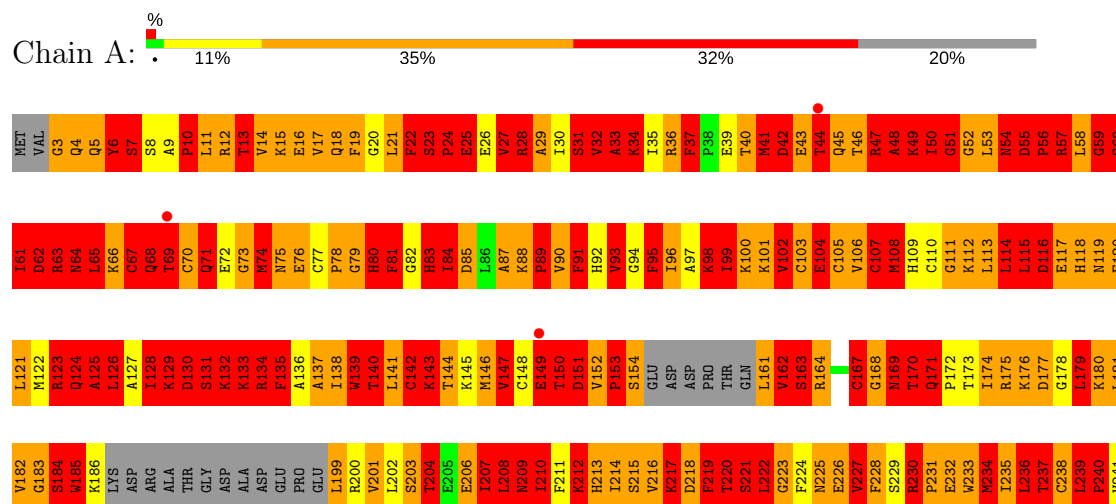 %
Chain A: • 11% 35% 32% 20%
MET VAL G3 Q4 Q5 Y6 S7 S8 A9 P10 L11 R12 T13 V14 K15 E16 V17 Q18 F19 G20 L21 F22 S23 P24 E25 E26 V27 R28 A29 I30 S31 V32 A33 K34 I35 R36 F37 P38 E39 T40 M41 D42 E43 T44 Q45 T46 R47 A48 K49 I50 G51 G52 L53 N54 D55 P56 R57 L58 G59
I61 D62 R63 N64 L65 K66 C67 Q68 T69 C70 Q71 E72 G73 M74 N75 E76 C77 P78 G79 H80 F81 G82 H83 I84 D85 L86 A87 K88 P89 V90 F91 H92 V93 G94 F95 I96 A97 K98 I99 K100 K101 V102 C103 E104 C105 V106 C107 M108 H109 C110 G111 K112 L113 L114 L115 D116 E117 H118 N119
L121 M122 R123 Q124 A125 L126 A127 I128 K129 D130 S131 K132 K133 R134 F135 A136 A137 I138 W139 T140 L141 C142 K143 T144 K145 M146 V147 C148 E149 T150 D151 V152 P153 S154 GLU ASP ASP PRO THR GLN L161 V162 S163 R164 C167 G168 N169 T170 Q171 P172 T173 I174 R175 K176 D177 G178 L179 K180
V182 G183 S184 W185 K186 LYS ASP ARG ALA THR GLY ASP ALA ASP GLU PRO GLU L199 R200 V201 L202 S203 T204 E205 E206 I207 L208 N209 I210 F211 K212 H213 I214 S215 V216 K217 D218 F219 T220 S221 L222 G223 F224 N225 E226 V227 F228 S229 R230 P231 E232 W233 M234 I235 L236 T237 C238 L239 P240